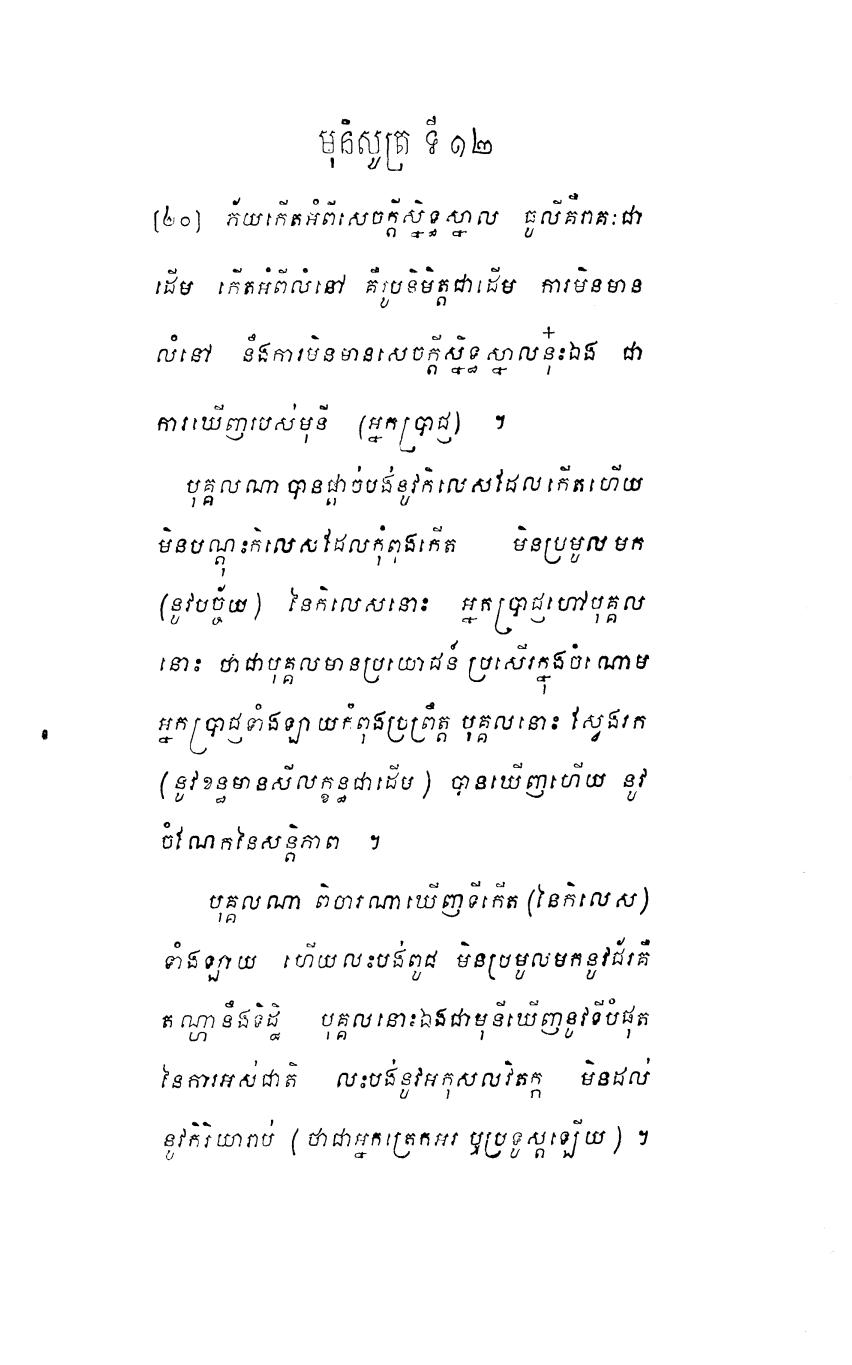 មុនិសូត្រ ទី ១២
[២០] ភ័យកើតអំពីសេចក្តីស្និទ្ធស្នាល ធូលីគឺរាគៈជា
ដើម កើតអំពីលំនៅ គឺរូបនិមិត្តជាដើម ការមិនមាន
លំនៅ នឹងការមិនមានសេចក្តីស្និទ្ធស្នាលនុ៎ះឯង ជា
ការឃើញរបស់មុនី (អ្នកប្រាជ្ញ) ។
បុគ្គលណា បានផ្តាច់បង់នូវកិលេសដែលកើតហើយ
មិនបណ្តុះកិលេសដែលកុំពុងកើត មិនប្រមូលមក
(នូវបច្ច័យ) នៃកិលេសនោះ អ្នកប្រាជ្ញហៅបុគ្គល
នោះ ថាជាបុគ្គលមានប្រយោជន៍ ប្រសើរក្នុងចំណោម
អ្នកប្រាជ្ញទាំងឡាយកំពុងប្រព្រឹត្ត បុគ្គលនោះ ស្វែងរក
(នូវខន្ធមានសីលក្ខន្ធជាដើម) បានឃើញហើយ នូវ
ចំណែកនៃសន្តិភាព ។
បុគ្គលណា ពិចារណាឃើញទីកើត (នៃកិលេស)
ទាំងឡាយ ហើយលះបង់ពូជ មិនប្រមូលមកនូវជ័រគឺ
តណ្ហានឹងទិដ្ឋិ បុគ្គលនោះឯងជាមុនីឃើញនូវទីបំផុត
នៃការអស់ជាតិ លះបង់នូវអកុសលវិតក្ក មិនដល់
នូវកិរិយារាប់ (ថាជាអ្នកត្រេកអរ ឬប្រទូស្តឡើយ) ។